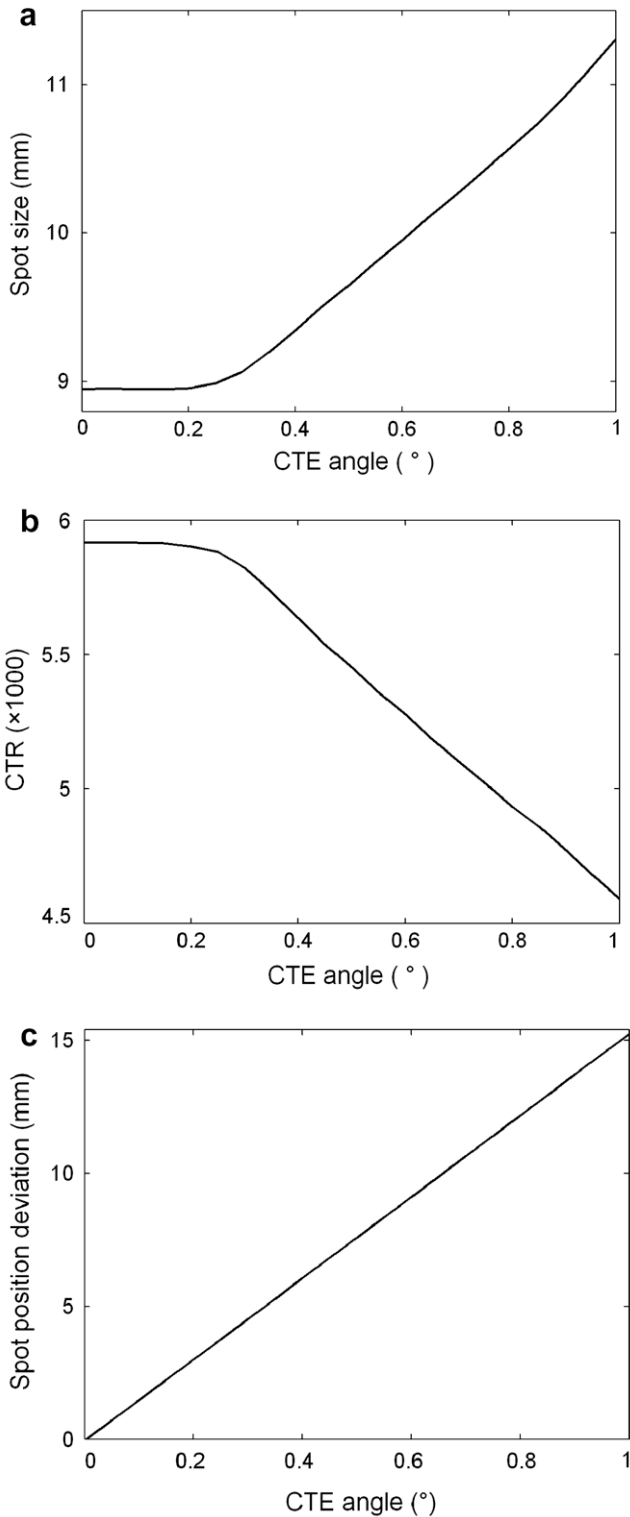 a
11
10
9
Spot size (mm)
0 0.2 0.4 0.6 0.8 1
CTE angle ( ° )
b
6
5.5
5
4.5
CTR (×1000)
0 0.2 0.4 0.6 0.8 1
CTE angle ( ° )
c
15
10
5
0
Spot position deviation (mm)
0 0.2 0.4 0.6 0.8 1
CTE angle (°)